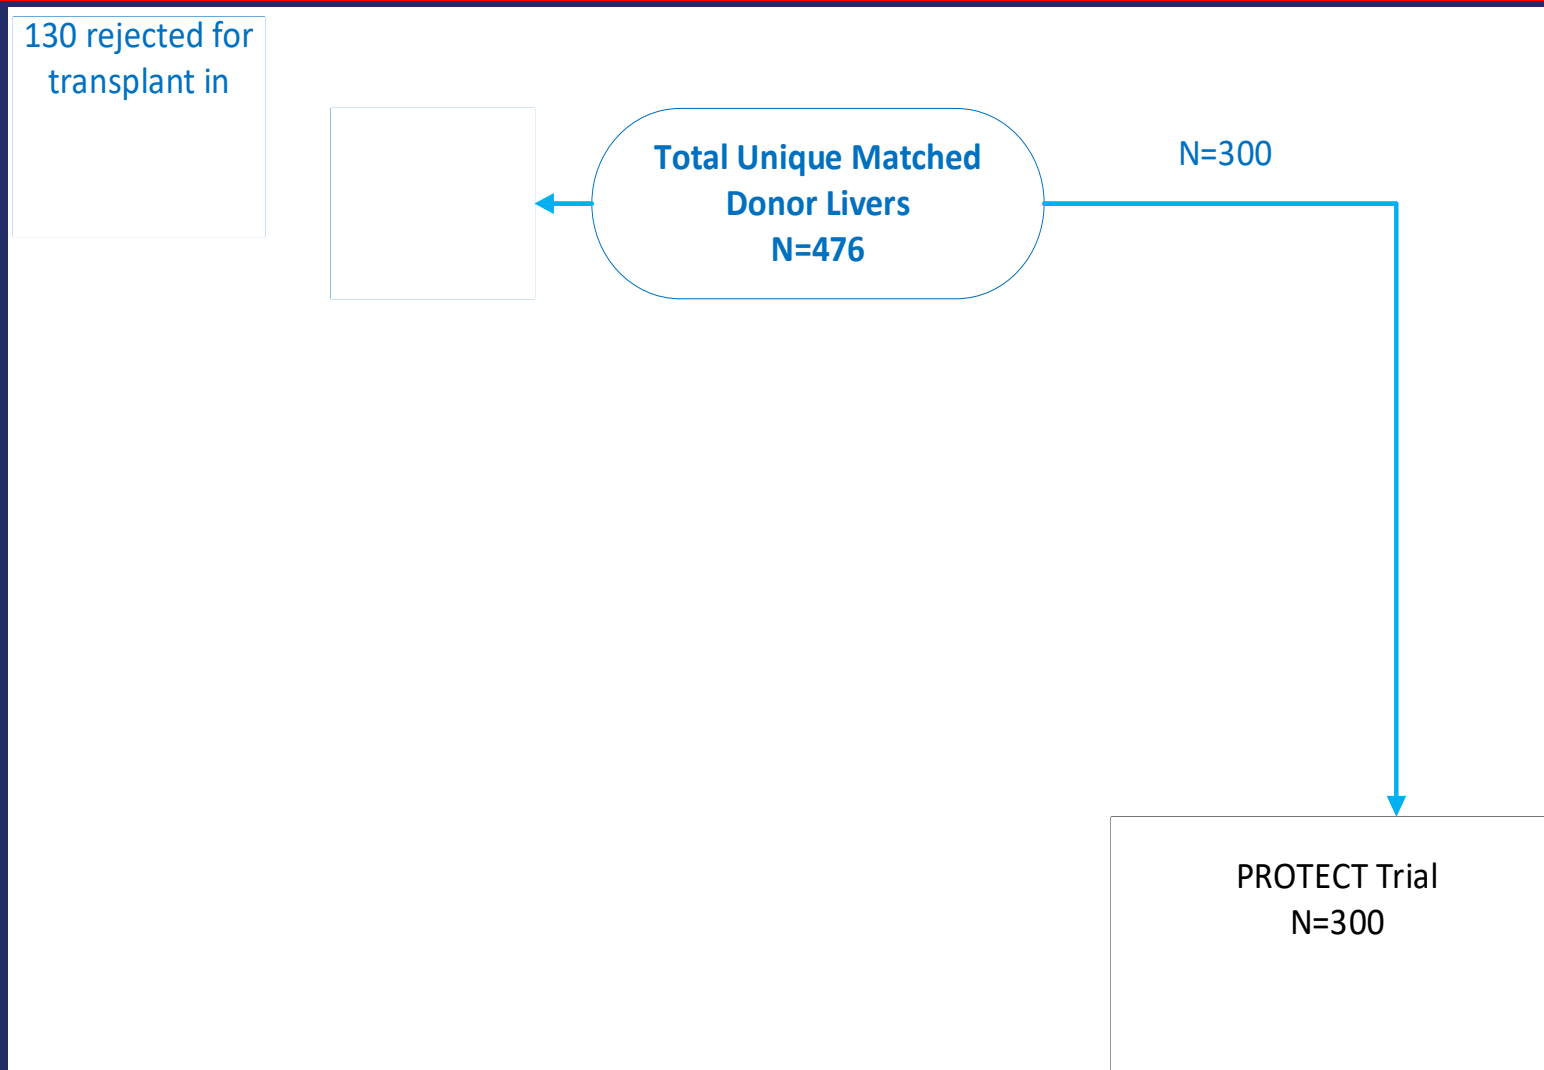 130 rejected for
transplant in
Total Unique Matched
Donor Livers
N=476
N=300
PROTECT Trial
N=300